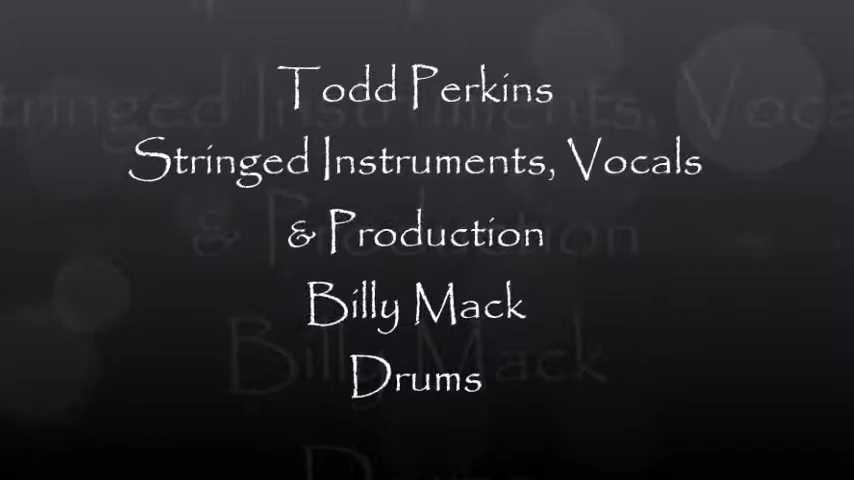 Todd Perkins
Stringed Instruments, Vocals
& Production
Billy Mack
Drums